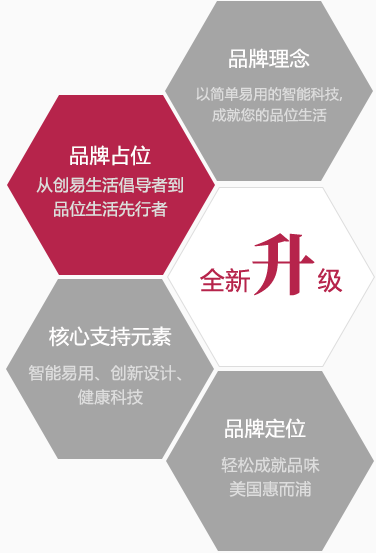 品牌理念
以简单易用的智能科技,
成就您的品位生活
品牌占位
从创易生活倡导者到
品位生活先行者
全新升级
核心支持元素
智能易用、创新设计、
健康科技
品牌定位
轻松成就品味
美国惠而浦